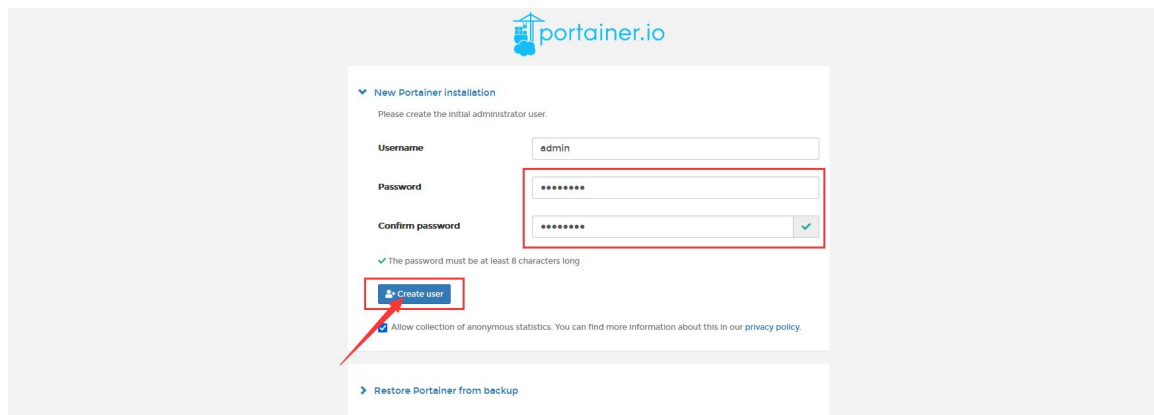 portainer.io
New Portainer installation
Please create the initial administrator user.
Username
admin
Password
••••••••
Confirm password
••••••••
The password must be at least 8 characters long
Create user
Allow collection of anonymous statistics. You can find more information about this in our privacy policy.
Restore Portainer from backup